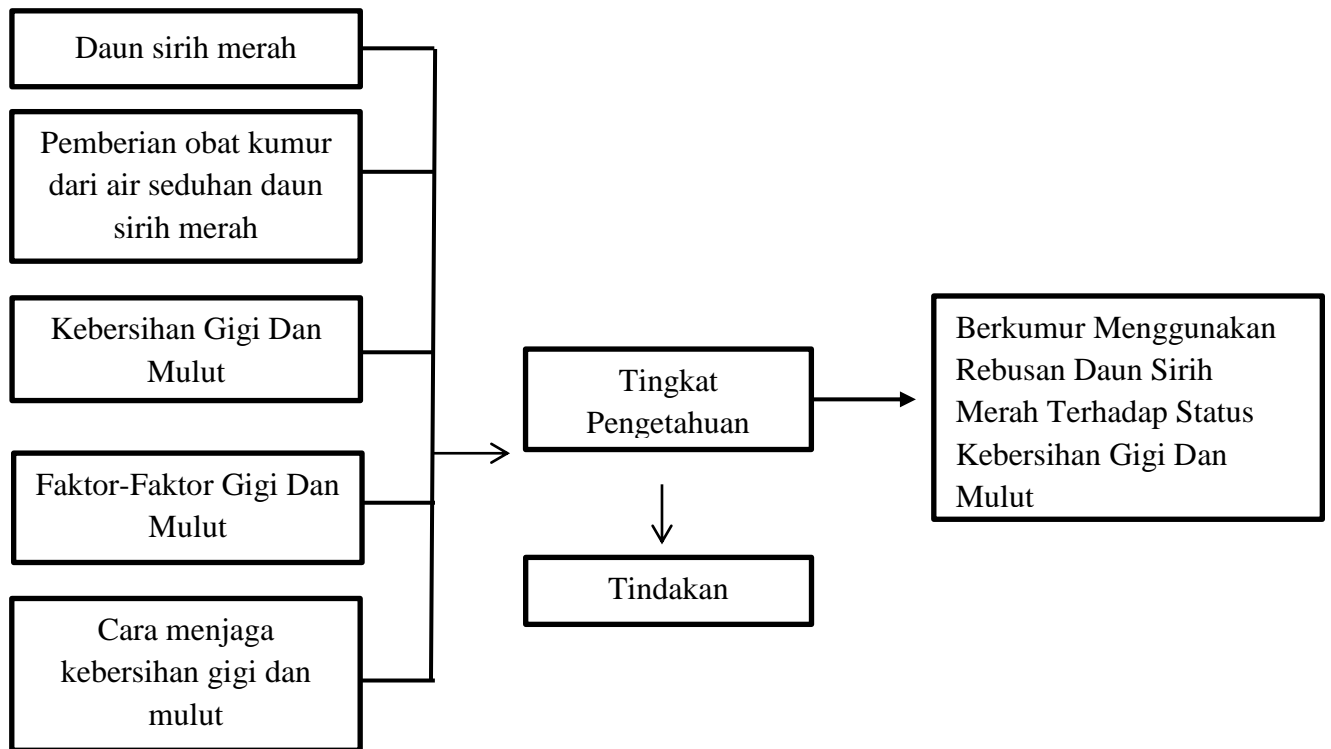 Daun sirih merah
Pemberian obat kumur
dari air seduhan daun
sirih merah
Kebersihan Gigi Dan
Mulut
Faktor-Faktor Gigi Dan
Mulut
Cara menjaga
kebersihan gigi dan
mulut
Tingkat
Pengetahuan
Tindakan
Berkumur Menggunakan
Rebusan Daun Sirih
Merah Terhadap Status
Kebersihan Gigi Dan
Mulut